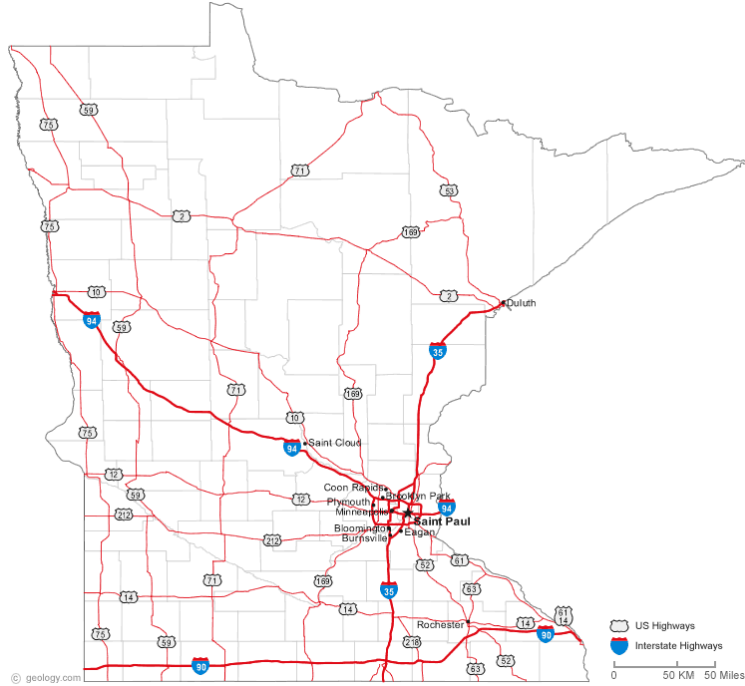 59
75
71
53
2
75
169
10
2
Duluth
94
59
35
71
169
10
75
Saint Cloud
94
12
Coon Rapids
59
12
Brooklyn Park
Plymouth
94
212
Minneapolis
Saint Paul
Bloomington
Eagan
212
Burnsville
61
52
71
169
35
63
14
14
61
14
Rochester
14
US Highways
75
59
218
90
Interstate Highways
90
63
52
0 50 KM 50 Miles
© geology.com